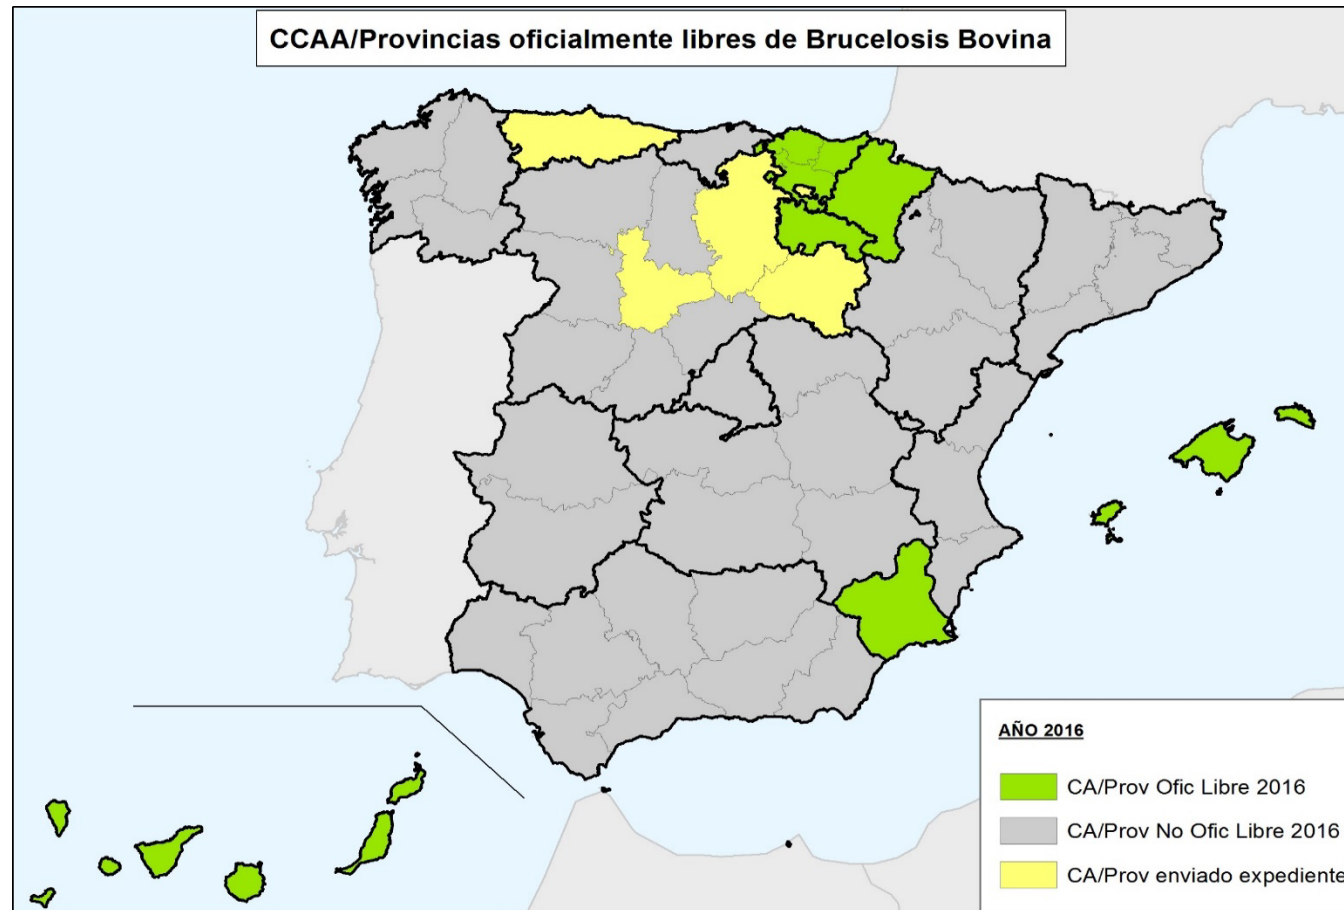 CCAA/Provincias oficialmente libres de Brucelosis Bovina
AÑO 2016
CA/Prov Ofic Libre 2016
CA/Prov No Ofic Libre 2016
CA/Prov enviado expediente